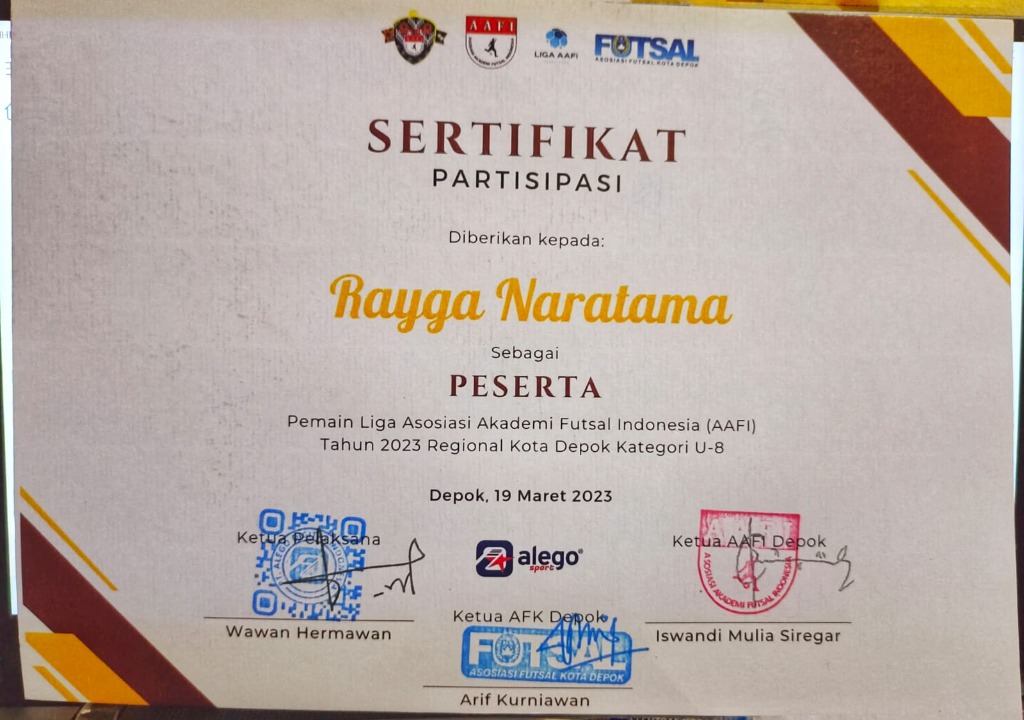 AAFI
LIGA AAFI
FUTSAL
ASOSIASI FUTSAL KOTA DEPOK
SERTIFIKAT
PARTISIPASI
Diberikan kepada:
Rayga Naratama
Sebagai
PESERTA
Pemain Liga Asosiasi Akademi Futsal Indonesia (AAFI)
Tahun 2023 Regional Kota Depok Kategori U-8
Depok, 19 Maret 2023
Ketua Pelaksana
Wawan Hermawan
alego
sport
Ketua AFK Depok
FUTSAL
ASOSIASI FUTSAL KOTA DEPOK
Arif Kurniawan
Ketua AAFI Depok
ASOSIASI AKADEMI FUTSAL INDONESIA
Iswandi Mulia Siregar